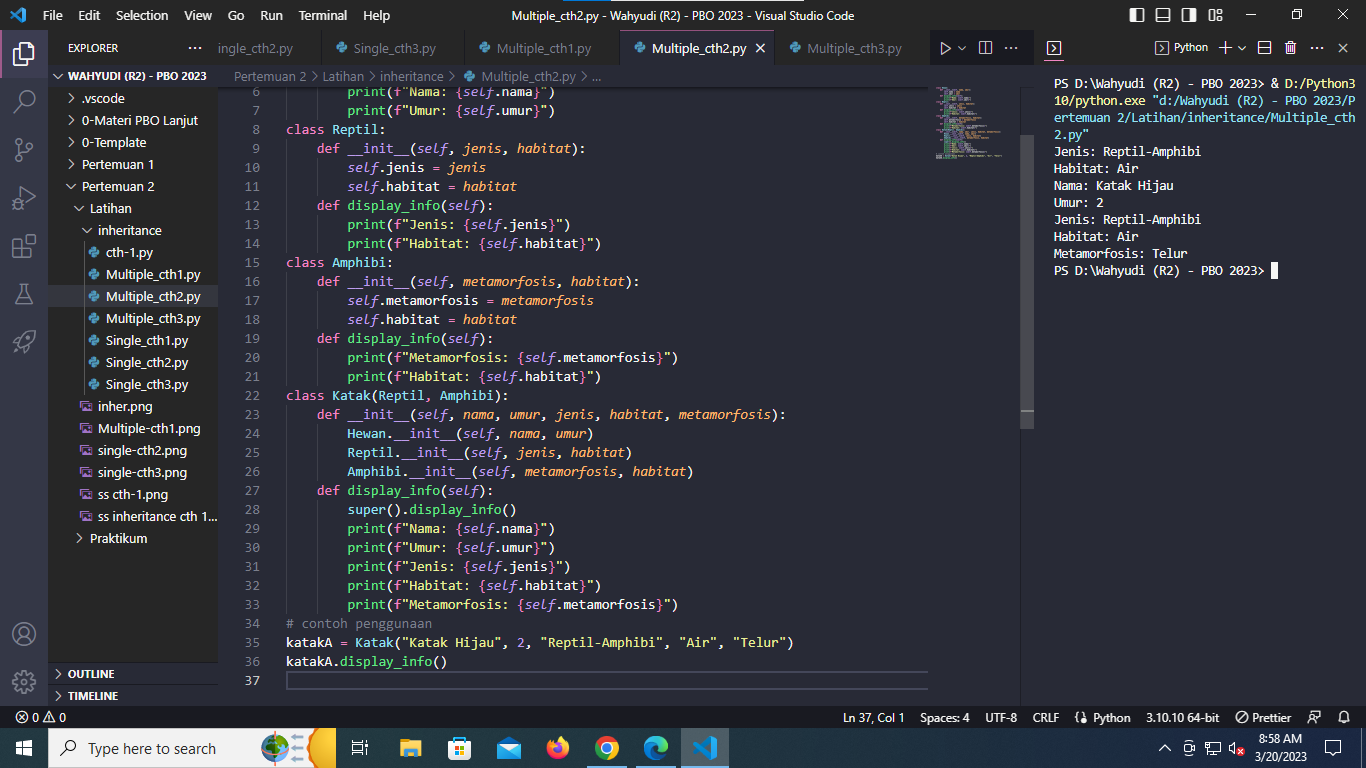 File Edit Selection View Go Run Terminal Help
Multiple_cth2.py - Wahyudi (R2) - PBO 2023 - Visual Studio Code
EXPLORER
ingle_cth2.py Single_cth3.py Multiple_cth1.py Multiple_cth2.py Multiple_cth3.py
WAHYUDI (R2) - PBO 2023
.vscode
0-Materi PBO Lanjut
0-Template
Pertemuan 1
Pertemuan 2
Latihan
inheritance
cth-1.py
Multiple_cth1.py
Multiple_cth2.py
Multiple_cth3.py
Single_cth1.py
Single_cth2.py
Single_cth3.py
inher.png
Multiple-cth1.png
single-cth2.png
single-cth3.png
ss cth-1.png
ss inheritance cth 1...
Praktikum
OUTLINE
TIMELINE
Pertemuan 2 > Latihan > inheritance > Multiple_cth2.py > ...
6 print(f"Nama: {self.nama}")
7 print(f"Umur: {self.umur}")
8 class Reptil:
9 def __init__(self, jenis, habitat):
10 self.jenis = jenis
11 self.habitat = habitat
12 def display_info(self):
13 print(f"Jenis: {self.jenis}")
14 print(f"Habitat: {self.habitat}")
15 class Amphibi:
16 def __init__(self, metamorfosis, habitat):
17 self.metamorfosis = metamorfosis
18 self.habitat = habitat
19 def display_info(self):
20 print(f"Metamorfosis: {self.metamorfosis}")
21 print(f"Habitat: {self.habitat}")
22 class Katak(Reptil, Amphibi):
23 def __init__(self, nama, umur, jenis, habitat, metamorfosis):
24 Hewan.__init__(self, nama, umur)
25 Reptil.__init__(self, jenis, habitat)
26 Amphibi.__init__(self, metamorfosis, habitat)
27 def display_info(self):
28 super().display_info()
29 print(f"Nama: {self.nama}")
30 print(f"Umur: {self.umur}")
31 print(f"Jenis: {self.jenis}")
32 print(f"Habitat: {self.habitat}")
33 print(f"Metamorfosis: {self.metamorfosis}")
34 # contoh penggunaan
35 katakA = Katak("Katak Hijau", 2, "Reptil-Amphibi", "Air", "Telur")
36 katakA.display_info()
37
Python
PS D:\Wahyudi (R2) - PBO 2023> & D:/Python3
10/python.exe "d:/Wahyudi (R2) - PBO 2023/P
ertemuan 2/Latihan/inheritance/Multiple_cth
2.py"
Jenis: Reptil-Amphibi
Habitat: Air
Nama: Katak Hijau
Umur: 2
Jenis: Reptil-Amphibi
Habitat: Air
Metamorfosis: Telur
PS D:\Wahyudi (R2) - PBO 2023>
0 0 Ln 37, Col 1 Spaces: 4 UTF-8 CRLF Python 3.10.10 64-bit Prettier
Type here to search
8:58 AM
3/20/2023